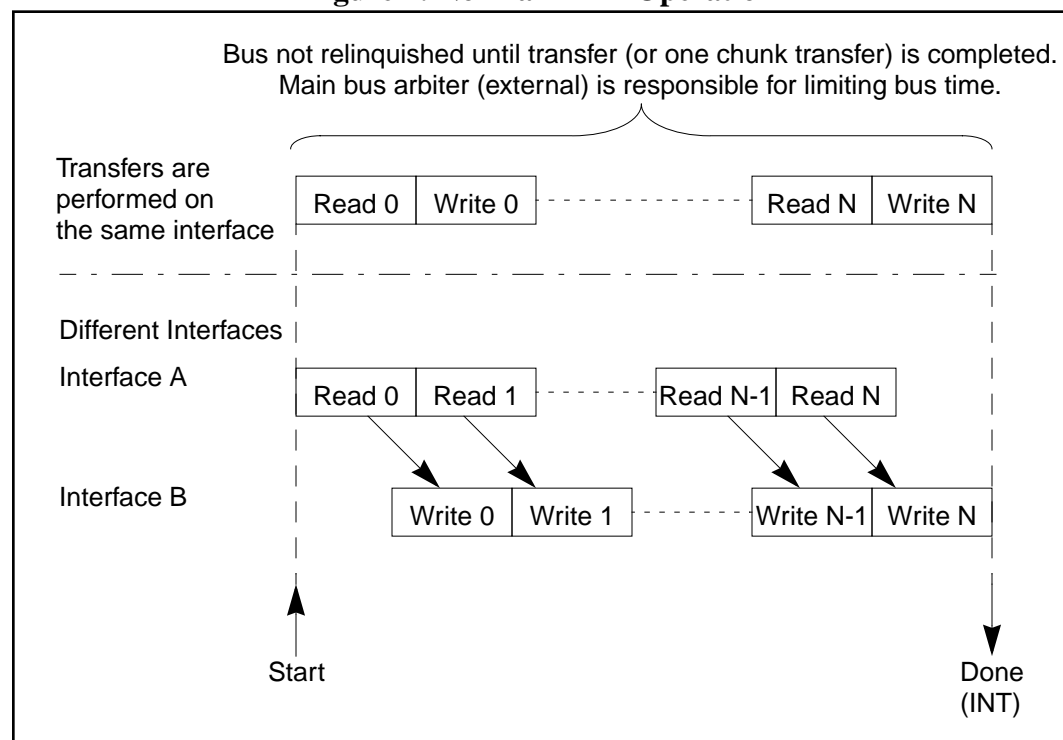 Bus not relinquished until transfer (or one chunk transfer) is completed.
Main bus arbiter (external) is responsible for limiting bus time.
Transfers are
performed on
the same interface
Read 0 Write 0 Read N Write N
Different Interfaces
Interface A
Read 0 Read 1 Read N-1 Read N
Interface B
Write 0 Write 1 Write N-1 Write N
Start
Done
(INT)